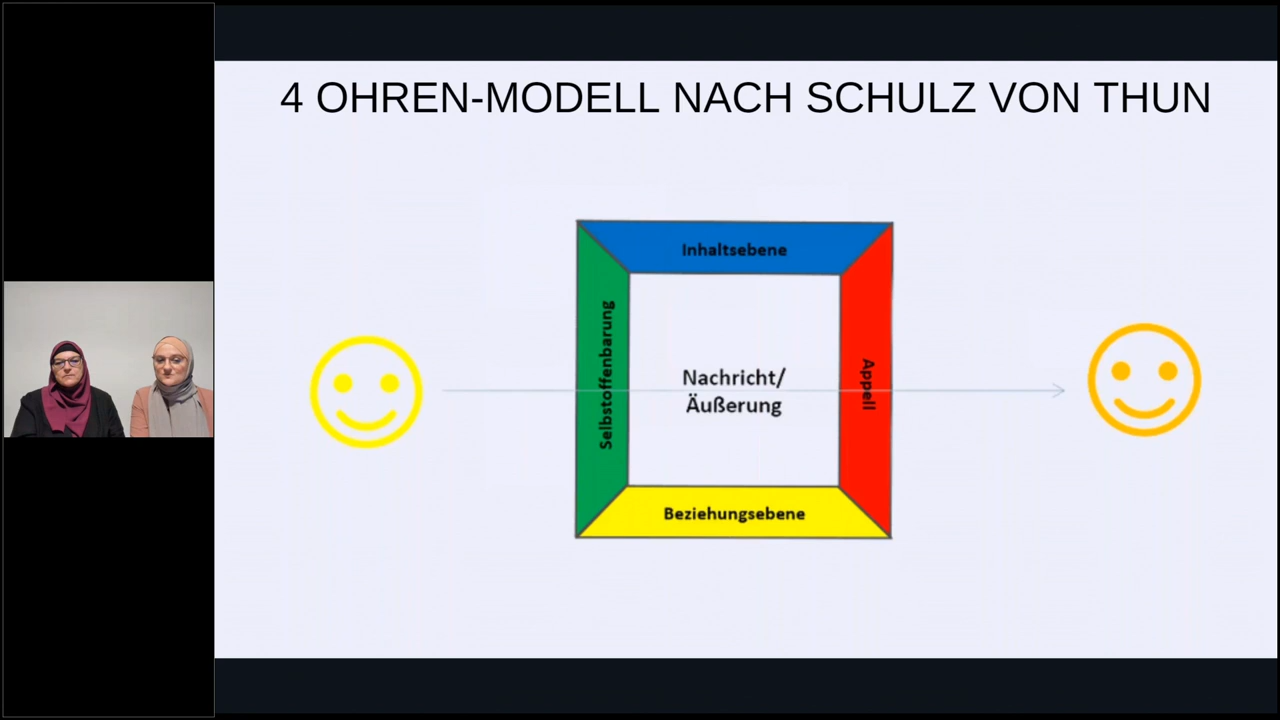 4 OHREN-MODELL NACH SCHULZ VON THUN
Inhaltsebene
Selbstoffenbarung
Nachricht/
Äußerung
Appell
Beziehungsebene